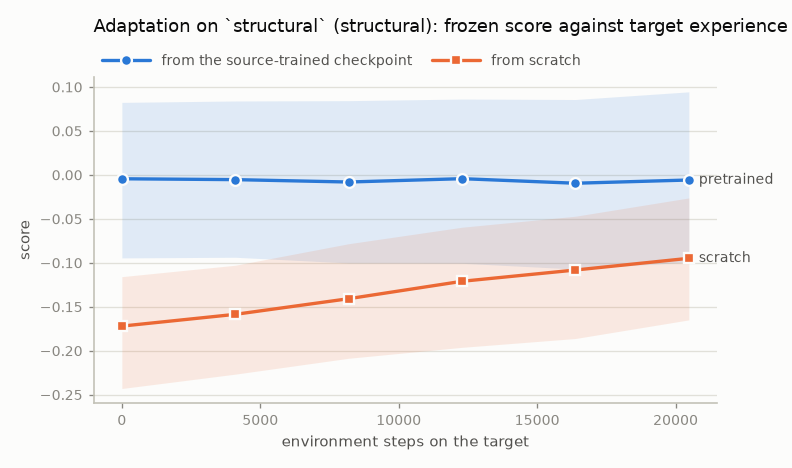 Adaptation on `structural` (structural): frozen score against target experience
from the source-trained checkpoint
from scratch
0.10
0.05
0.00
−0.05
−0.10
−0.15
−0.20
−0.25
score
pretrained
scratch
0
5000
10000
15000
20000
environment steps on the target